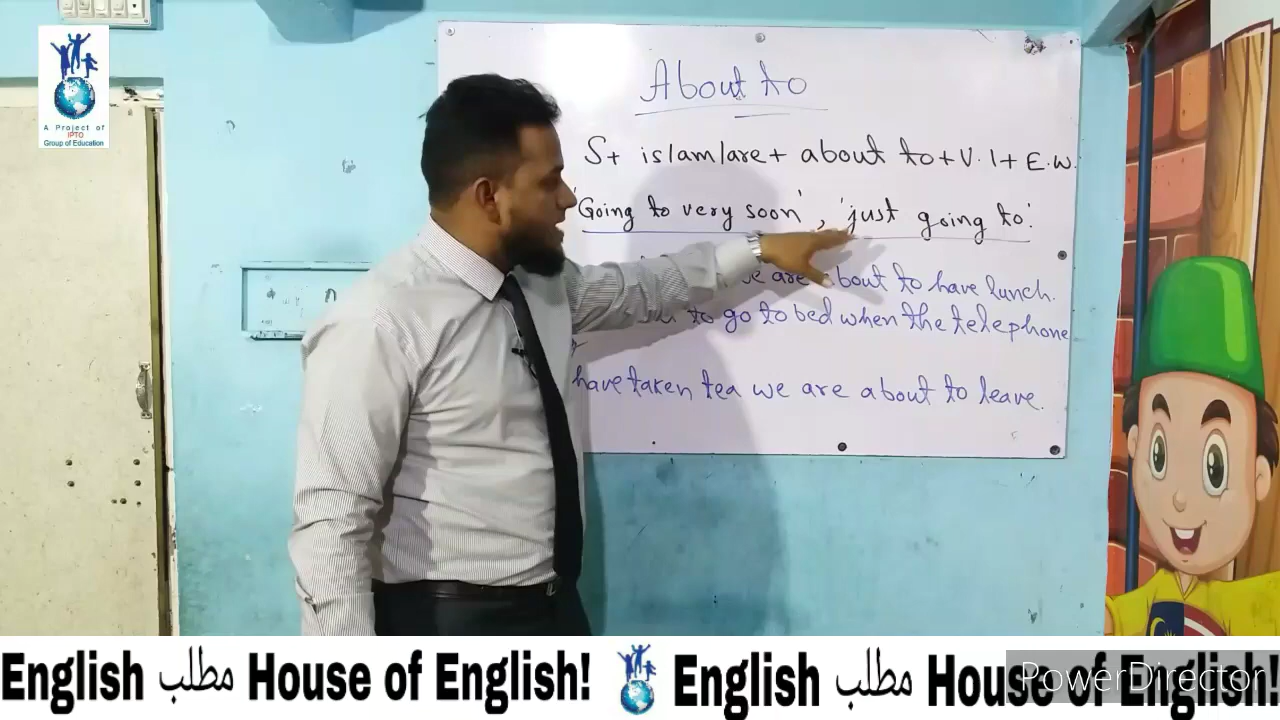 A Project of
IPTO
Group of Education
About to
S+ is/am/are+ about to+V.1+ E.W.
'Going to very soon', 'just going to'.
we are about to have lunch.
to go to bed when the telephone
have taken tea we are about to leave.
English مطلب House of English! English مطلب House of English!
PowerDirector